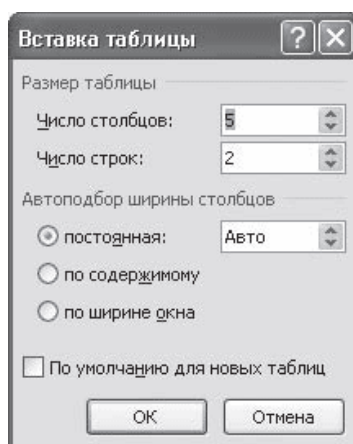 Вставка таблицы
Размер таблицы
Число столбцов: 5
Число строк: 2
Автоподбор ширины столбцов
постоянная: Авто
по содержимому
по ширине окна
По умолчанию для новых таблиц
ОК Отмена